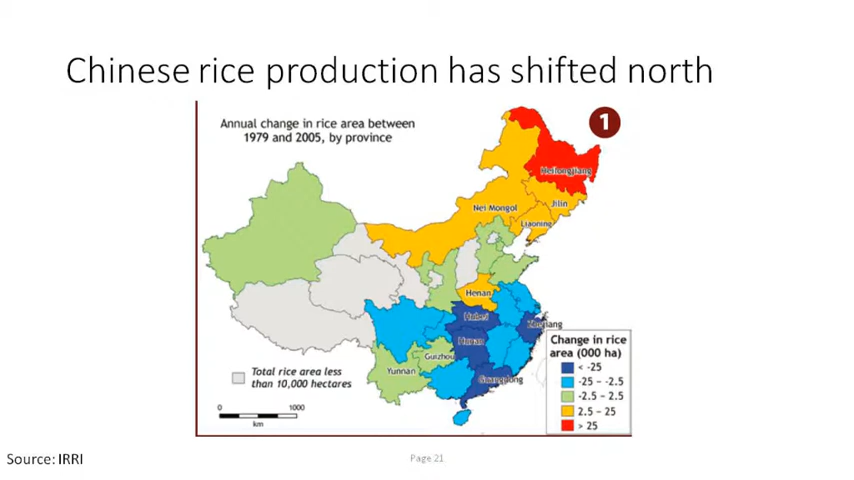 Chinese rice production has shifted north
Annual change in rice area between
1979 and 2005, by province
1
Heilongjiang
Jilin
Nei Mongol
Liaoning
Henan
Hubei
Zhejiang
Hunan
Guizhou
Yunnan
Guangdong
Change in rice
area (000 ha)
< -25
-25 – -2.5
-2.5 – 2.5
2.5 – 25
> 25
Total rice area less
than 10,000 hectares
0 1000
km
Source: IRRI
Page 21